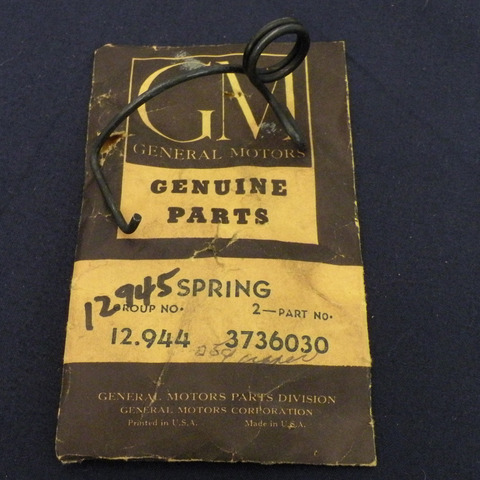 GM
GENERAL MOTORS
GENUINE
PARTS
12945 SPRING
GROUP NO. 2—PART NO.
12.944 3736030
GENERAL MOTORS PARTS DIVISION
GENERAL MOTORS CORPORATION
Printed in U.S.A. Made in U.S.A.